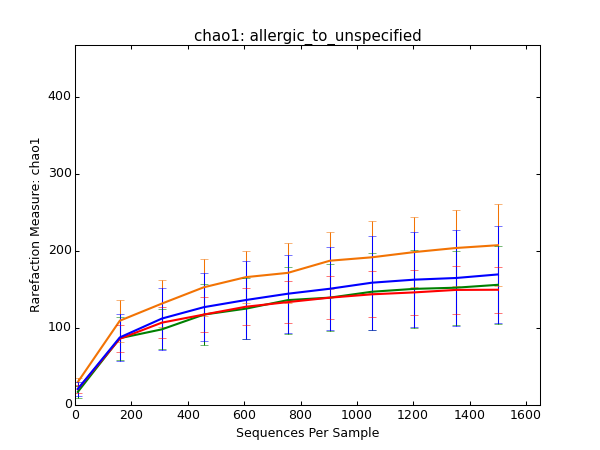 chao1: allergic_to_unspecified
Rarefaction Measure: chao1
400
300
200
100
0
0 200 400 600 800 1000 1200 1400 1600
Sequences Per Sample